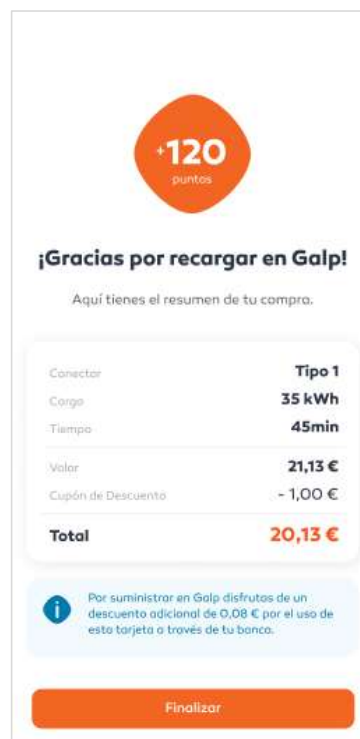 +120
puntos
¡Gracias por recargar en Galp!
Aquí tienes el resumen de tu compra.
Conector Tipo 1
Carga 35 kWh
Tiempo 45min
Valor 21,13 €
Cupón de Descuento - 1,00 €
Total 20,13 €
Por suministrar en Galp disfrutas de un
descuento adicional de 0,08 € por el uso de
esta tarjeta a través de tu banco.
Finalizar